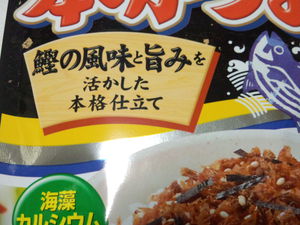 鰹の風味と旨みを
活かした
本格仕立て
海藻
カルシウム